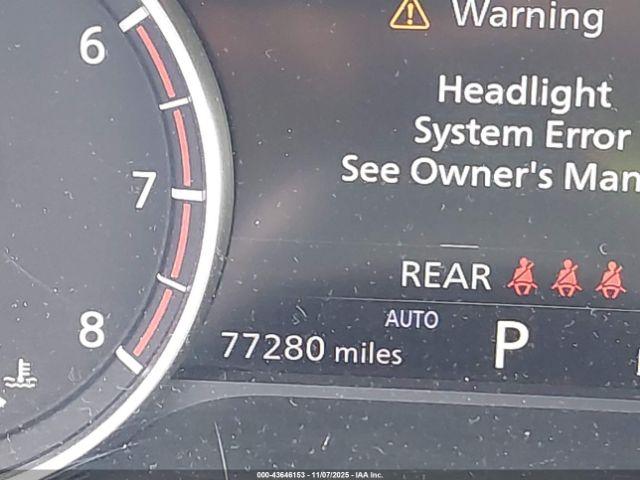 6
7
8
Warning
Headlight
System Error
See Owner's Man
REAR
AUTO
77280 miles
P
000-43646153 - 11/07/2025 - IAA Inc.